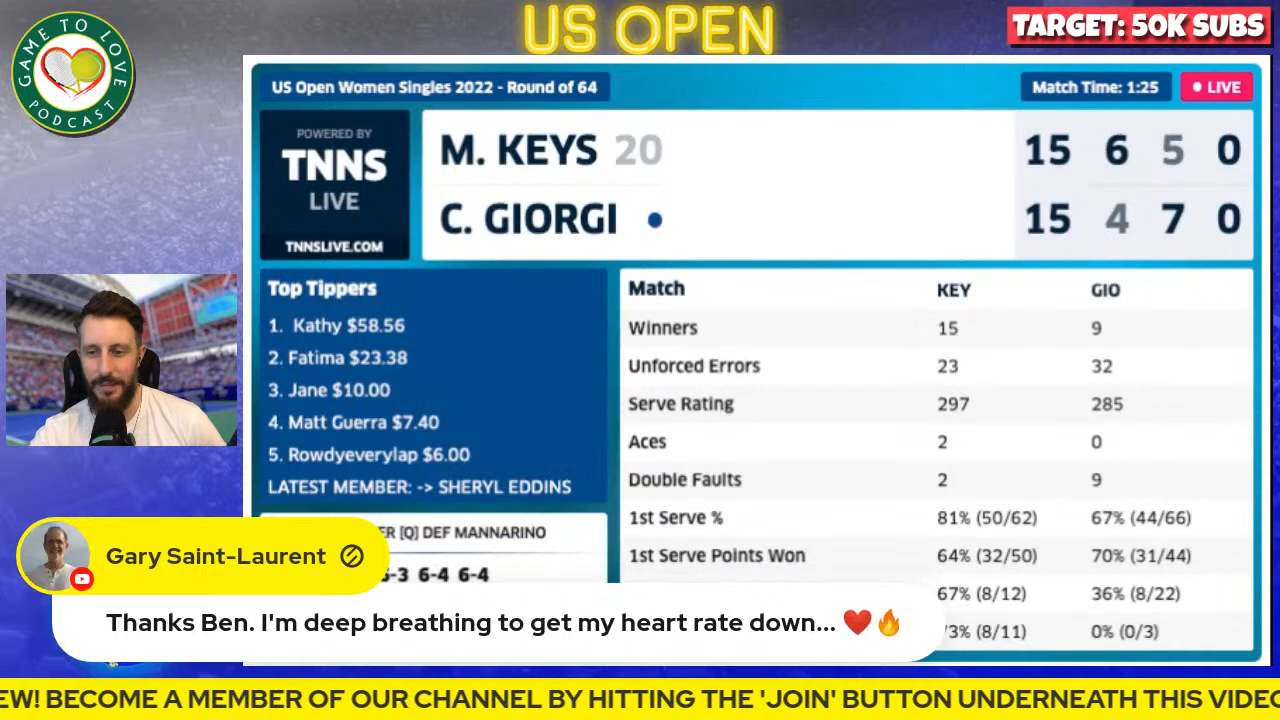 GAME TO LOVE
PODCAST
US OPEN
TARGET: 50K SUBS
US Open Women Singles 2022 - Round of 64
Match Time: 1:25
LIVE
POWERED BY
TNNS
LIVE
TNNSLIVE.COM
M. KEYS 20 15 6 5 0
C. GIORGI 15 4 7 0
Top Tippers
1. Kathy $58.56
2. Fatima $23.38
3. Jane $10.00
4. Matt Guerra $7.40
5. Rowdyeverylap $6.00
LATEST MEMBER: -> SHERYL EDDINS
ER [Q] DEF MANNARINO
6-4 6-4
Match KEY GIO
Winners 15 9
Unforced Errors 23 32
Serve Rating 297 285
Aces 2 0
Double Faults 2 9
1st Serve % 81% (50/62) 67% (44/66)
1st Serve Points Won 64% (32/50) 70% (31/44)
67% (8/12) 36% (8/22)
3% (8/11) 0% (0/3)
Gary Saint-Laurent
Thanks Ben. I'm deep breathing to get my heart rate down... ❤️🔥
EW! BECOME A MEMBER OF OUR CHANNEL BY HITTING THE 'JOIN' BUTTON UNDERNEATH THIS VIDEO